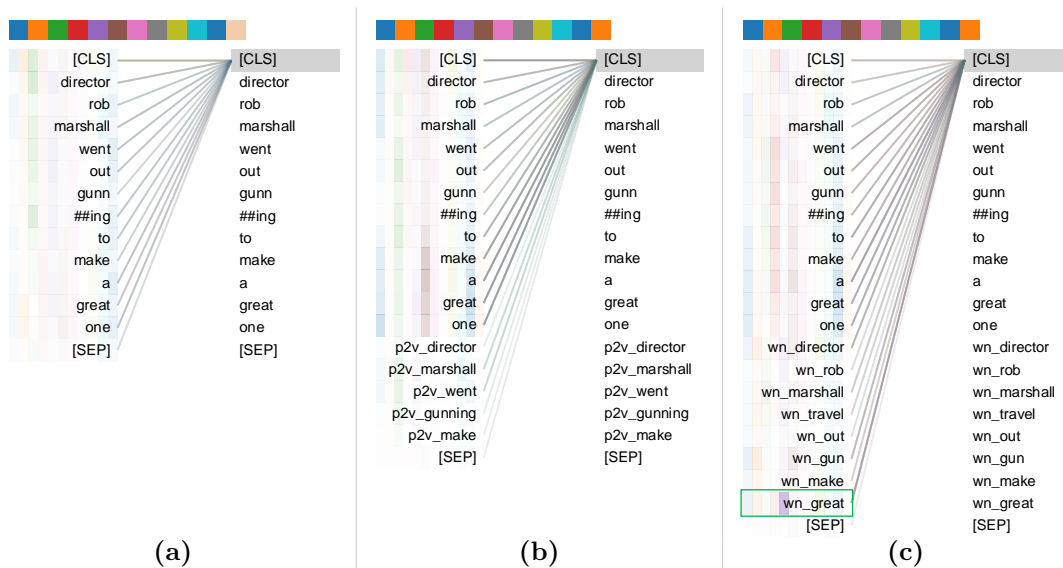 [CLS] [CLS]
director director
rob rob
marshall marshall
went went
out out
gunn gunn
##ing ##ing
to to
make make
a a
great great
one one
[SEP] [SEP]
(a)
[CLS] [CLS]
director director
rob rob
marshall marshall
went went
out out
gunn gunn
##ing ##ing
to to
make make
a a
great great
one one
p2v_director p2v_director
p2v_marshall p2v_marshall
p2v_went p2v_went
p2v_gunning p2v_gunning
p2v_make p2v_make
[SEP] [SEP]
(b)
[CLS] [CLS]
director director
rob rob
marshall marshall
went went
out out
gunn gunn
##ing ##ing
to to
make make
a a
great great
one one
wn_director wn_director
wn_rob wn_rob
wn_marshall wn_marshall
wn_travel wn_travel
wn_out wn_out
wn_gun wn_gun
wn_make wn_make
wn_great wn_great
[SEP] [SEP]
(c)